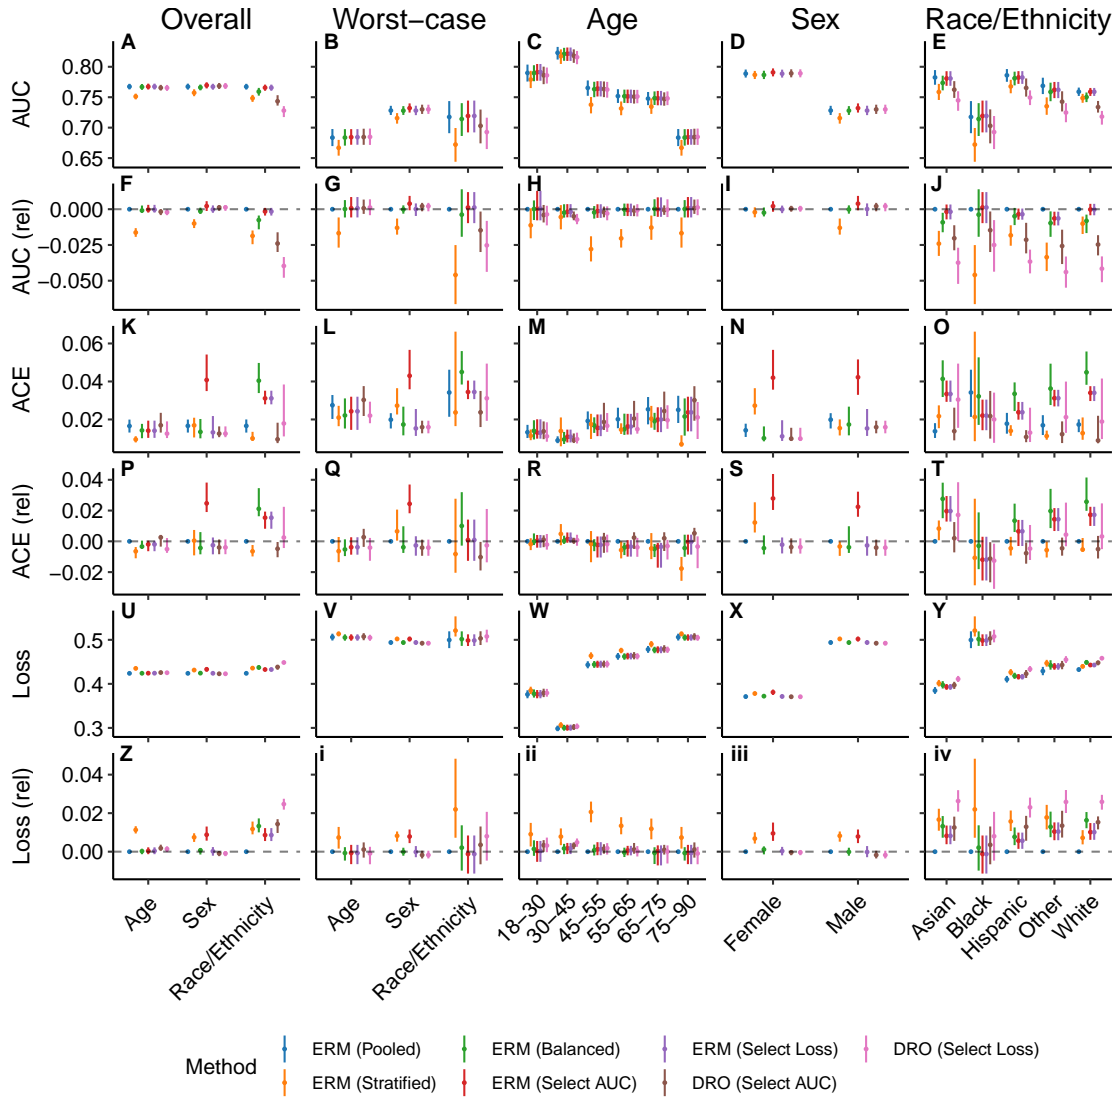 Overall Worst−case Age Sex Race/Ethnicity
A B C D E
AUC
0.80
0.75
0.70
0.65
F G H I J
AUC (rel)
0.000
−0.025
−0.050
K L M N O
ACE
0.06
0.04
0.02
P Q R S T
ACE (rel)
0.04
0.02
0.00
−0.02
U V W X Y
Loss
0.5
0.4
0.3
Z i ii iii iv
Loss (rel)
0.04
0.02
0.00
Age Sex Race/Ethnicity Age Sex Race/Ethnicity 18−30 30−45 45−55 55−65 65−75 75−90 Female Male Asian Black Hispanic Other White
Method
ERM (Pooled) ERM (Balanced) ERM (Select Loss) DRO (Select Loss)
ERM (Stratified) ERM (Select AUC) DRO (Select AUC)